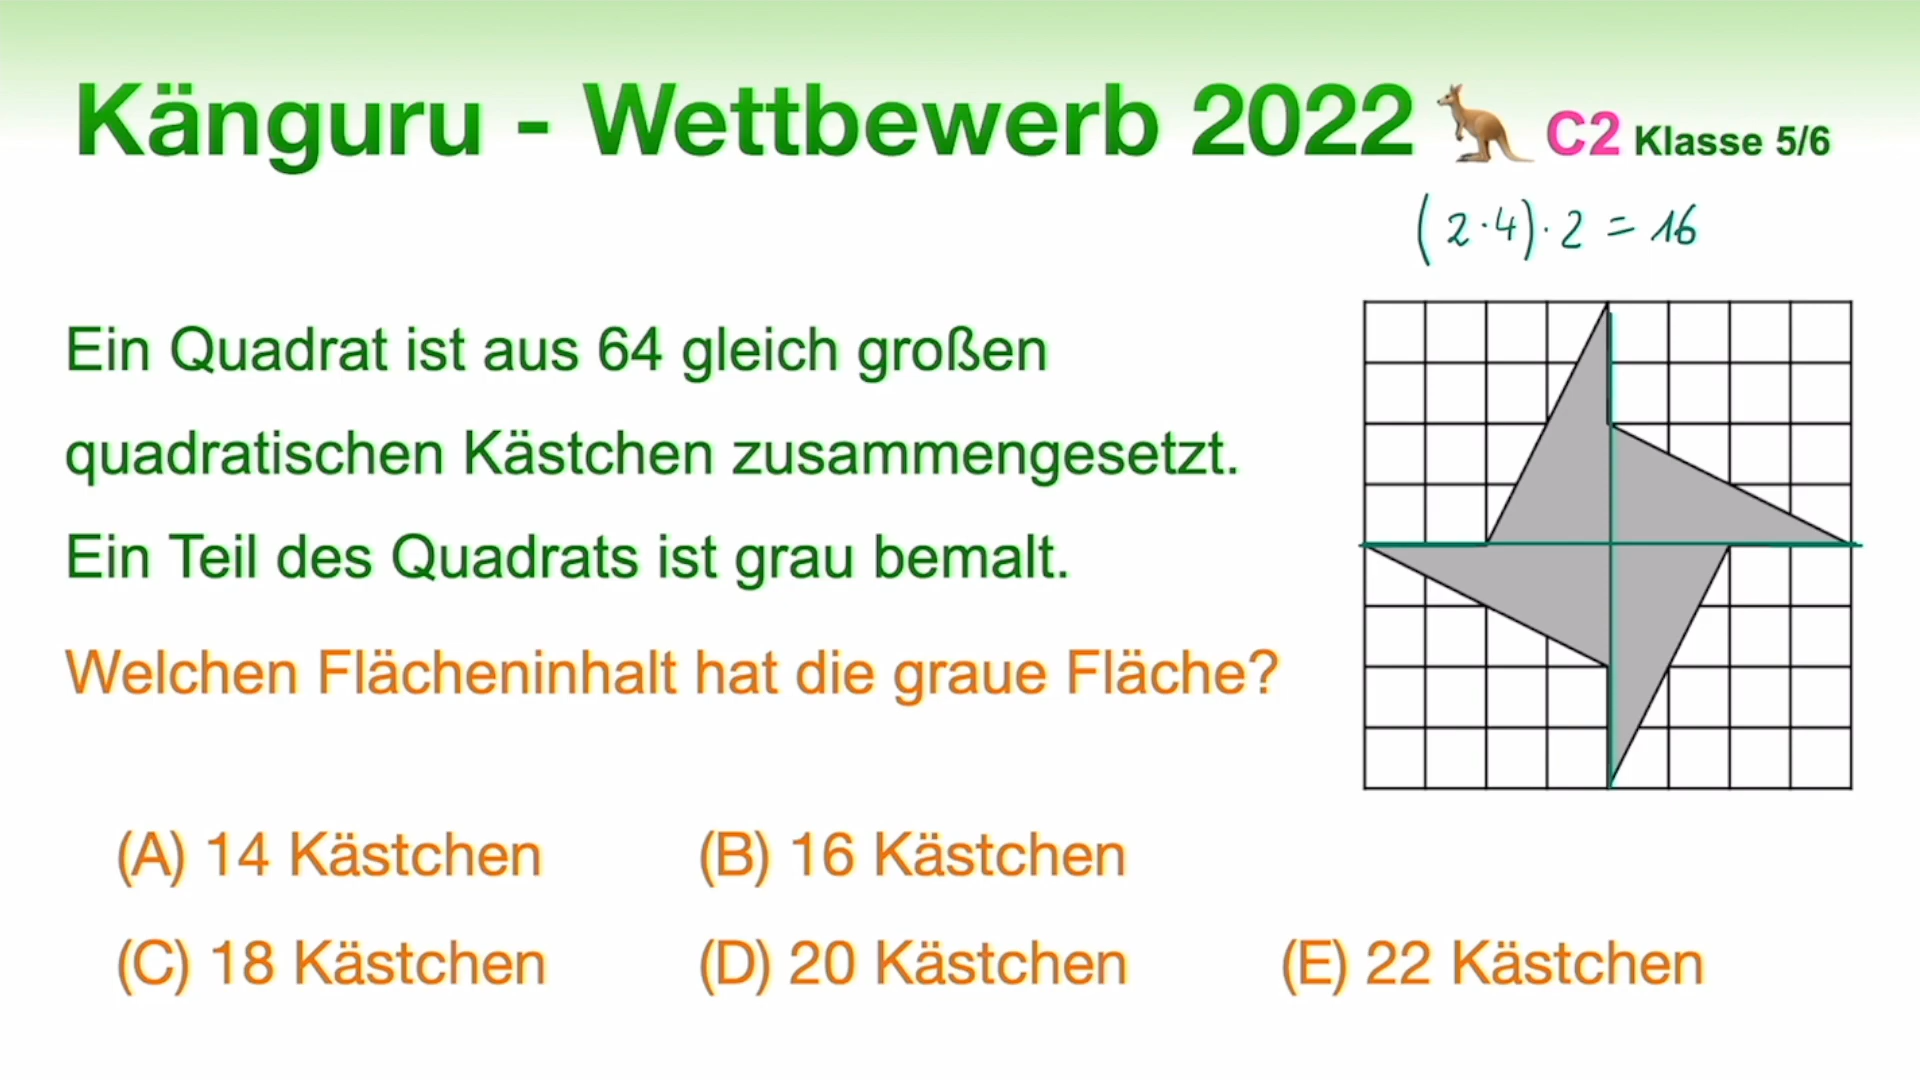 Känguru - Wettbewerb 2022 C2 Klasse 5/6
(2·4)·2 = 16
Ein Quadrat ist aus 64 gleich großen
quadratischen Kästchen zusammengesetzt.
Ein Teil des Quadrats ist grau bemalt.
Welchen Flächeninhalt hat die graue Fläche?
(A) 14 Kästchen (B) 16 Kästchen
(C) 18 Kästchen (D) 20 Kästchen (E) 22 Kästchen